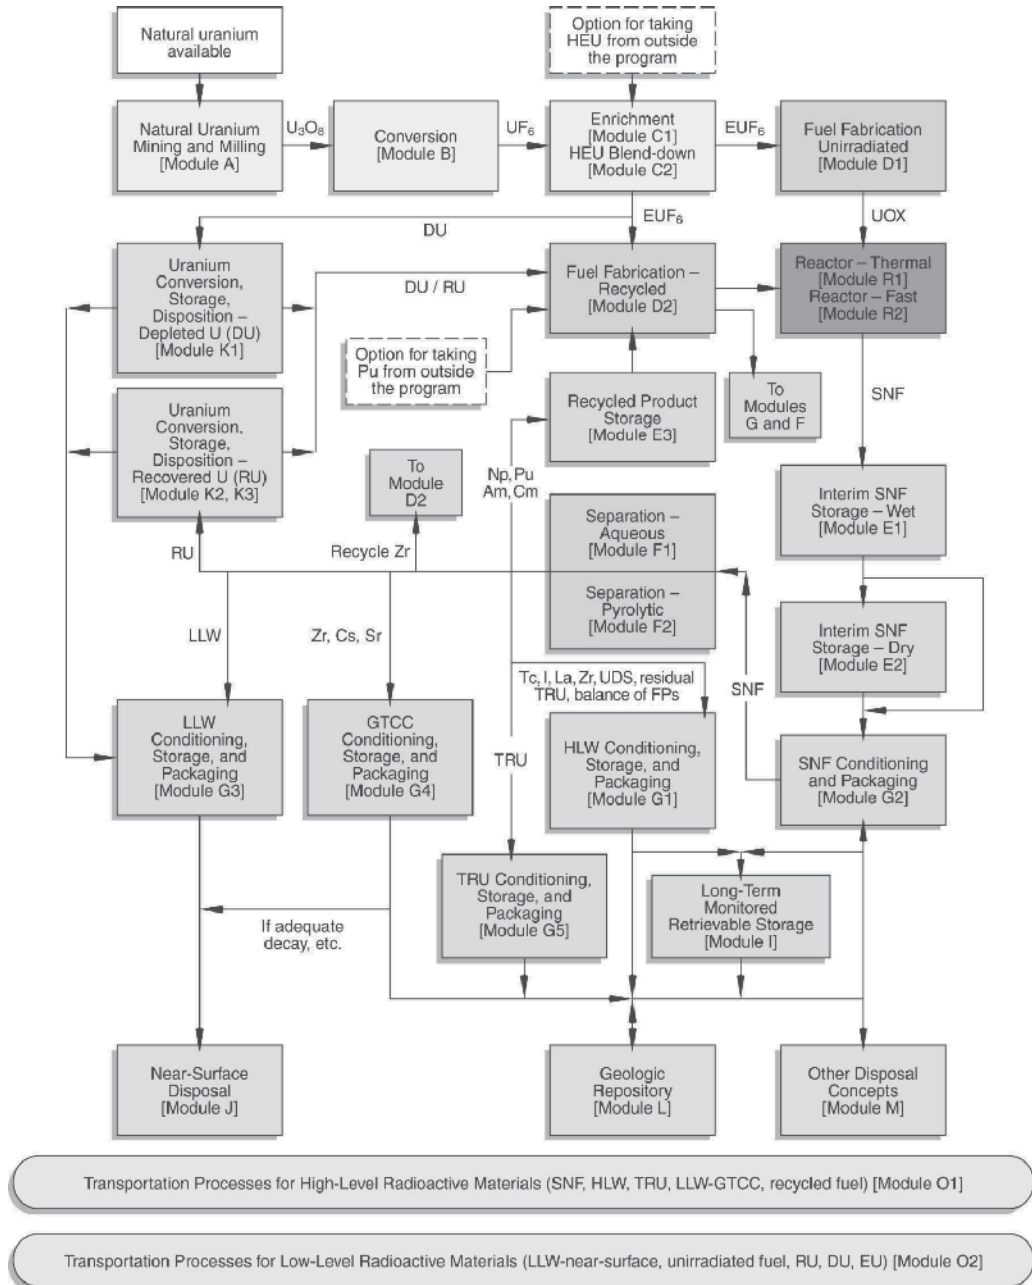 Natural uranium
available
Option for taking
HEU from outside
the program
Natural Uranium
Mining and Milling
[Module A]
U3O8
Conversion
[Module B]
UF6
Enrichment
[Module C1]
HEU Blend-down
[Module C2]
EUF6
Fuel Fabrication
Unirradiated
[Module D1]
DU
EUF6
UOX
Uranium
Conversion,
Storage,
Disposition –
Depleted U (DU)
[Module K1]
DU / RU
Fuel Fabrication –
Recycled
[Module D2]
Reactor – Thermal
[Module R1]
Reactor – Fast
[Module R2]
Option for taking
Pu from outside
the program
Uranium
Conversion,
Storage,
Disposition –
Recovered U (RU)
[Module K2, K3]
Recycled Product
Storage
[Module E3]
To
Modules
G and F
SNF
To
Module
D2
Np, Pu
Am, Cm
Interim SNF
Storage – Wet
[Module E1]
RU
Recycle Zr
Separation –
Aqueous
[Module F1]
Separation –
Pyrolytic
[Module F2]
LLW
Zr, Cs, Sr
Interim SNF
Storage – Dry
[Module E2]
Tc, I, La, Zr, UDS, residual
TRU, balance of FPs
SNF
LLW
Conditioning,
Storage, and
Packaging
[Module G3]
GTCC
Conditioning,
Storage, and
Packaging
[Module G4]
TRU
HLW Conditioning,
Storage, and
Packaging
[Module G1]
SNF Conditioning
and Packaging
[Module G2]
TRU Conditioning,
Storage, and
Packaging
[Module G5]
Long-Term
Monitored
Retrievable Storage
[Module I]
If adequate
decay, etc.
Near-Surface
Disposal
[Module J]
Geologic
Repository
[Module L]
Other Disposal
Concepts
[Module M]
Transportation Processes for High-Level Radioactive Materials (SNF, HLW, TRU, LLW-GTCC, recycled fuel) [Module O1]
Transportation Processes for Low-Level Radioactive Materials (LLW-near-surface, unirradiated fuel, RU, DU, EU) [Module O2]